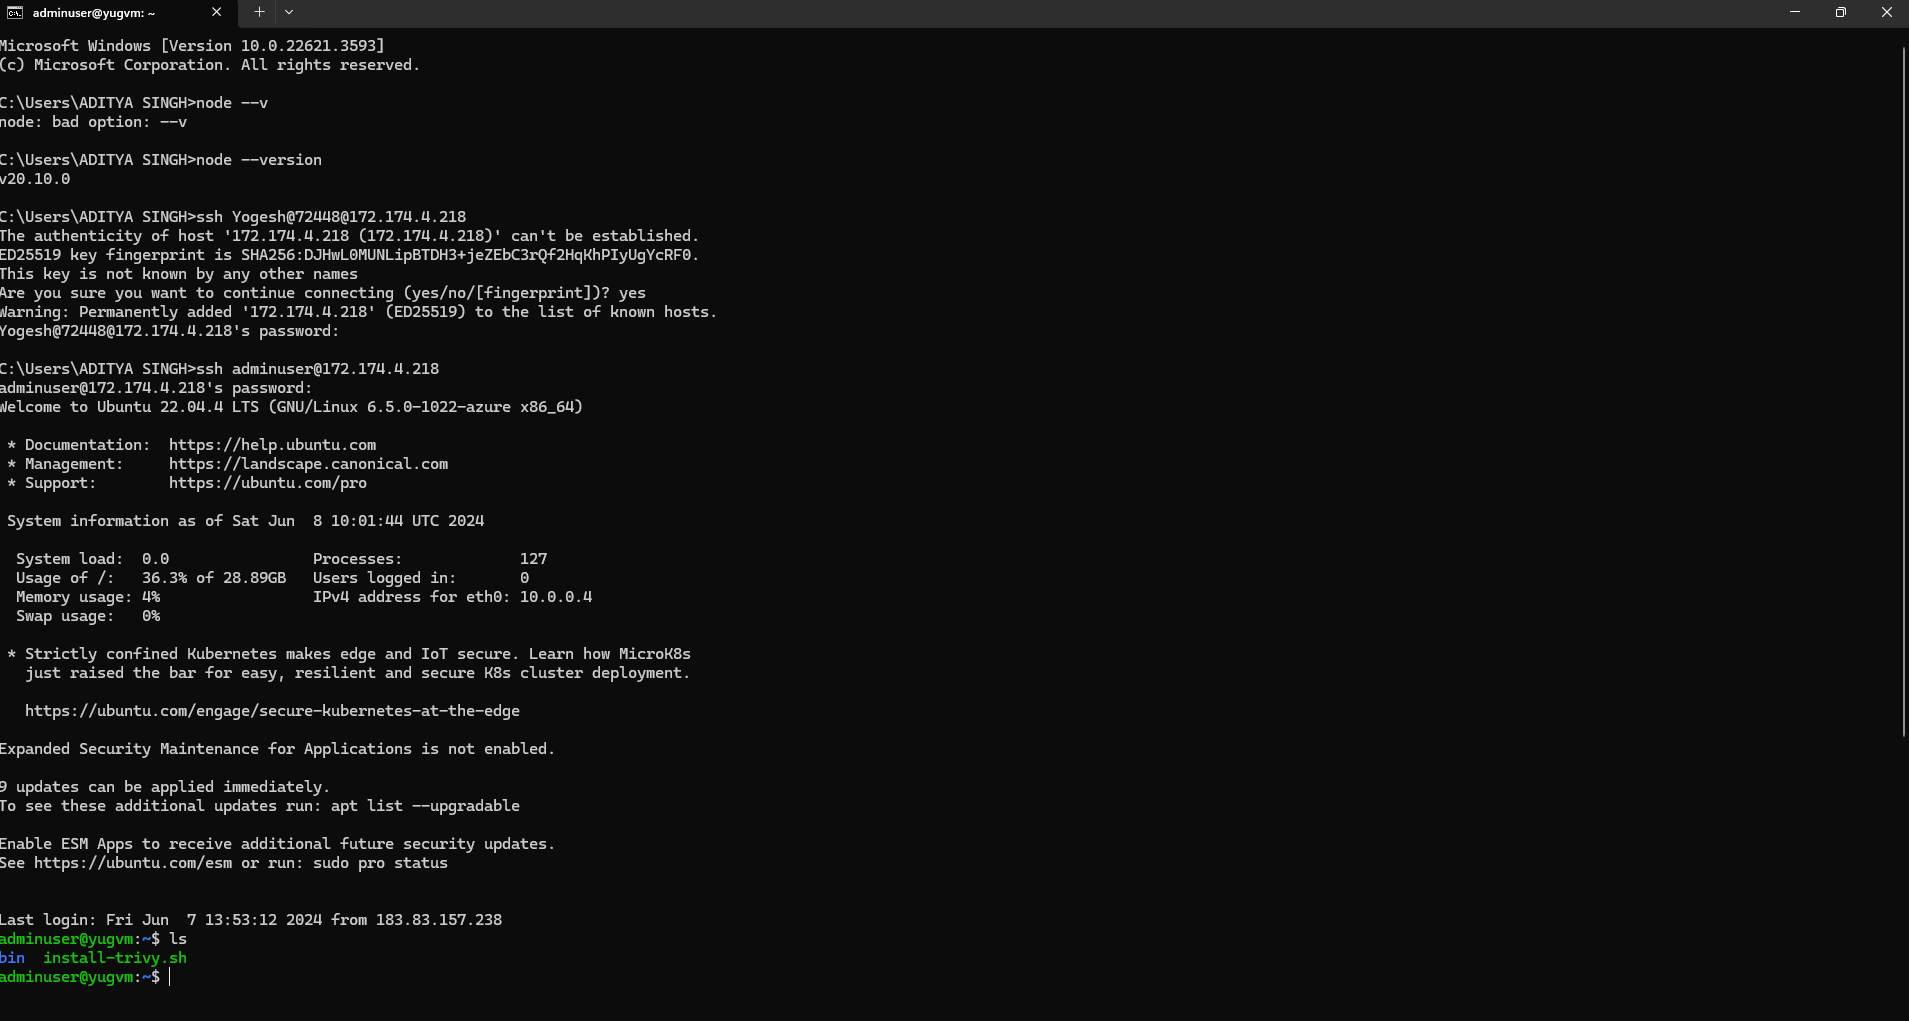 adminuser@yugvm: ~
Microsoft Windows [Version 10.0.22621.3593]
(c) Microsoft Corporation. All rights reserved.
C:\Users\ADITYA SINGH>node --v
node: bad option: --v
C:\Users\ADITYA SINGH>node --version
v20.10.0
C:\Users\ADITYA SINGH>ssh Yogesh@72448@172.174.4.218
The authenticity of host '172.174.4.218 (172.174.4.218)' can't be established.
ED25519 key fingerprint is SHA256:DJHwL0MUNLipBTDH3+jeZEbC3rQf2HqKhPIyUgYcRF0.
This key is not known by any other names
Are you sure you want to continue connecting (yes/no/[fingerprint])? yes
Warning: Permanently added '172.174.4.218' (ED25519) to the list of known hosts.
Yogesh@72448@172.174.4.218's password:
C:\Users\ADITYA SINGH>ssh adminuser@172.174.4.218
adminuser@172.174.4.218's password:
Welcome to Ubuntu 22.04.4 LTS (GNU/Linux 6.5.0-1022-azure x86_64)
* Documentation:  https://help.ubuntu.com
* Management:     https://landscape.canonical.com
* Support:        https://ubuntu.com/pro
System information as of Sat Jun  8 10:01:44 UTC 2024
System load:  0.0                Processes:             127
Usage of /:   36.3% of 28.89GB   Users logged in:       0
Memory usage: 4%                 IPv4 address for eth0: 10.0.0.4
Swap usage:   0%
* Strictly confined Kubernetes makes edge and IoT secure. Learn how MicroK8s
just raised the bar for easy, resilient and secure K8s cluster deployment.
https://ubuntu.com/engage/secure-kubernetes-at-the-edge
Expanded Security Maintenance for Applications is not enabled.
9 updates can be applied immediately.
To see these additional updates run: apt list --upgradable
Enable ESM Apps to receive additional future security updates.
See https://ubuntu.com/esm or run: sudo pro status
Last login: Fri Jun  7 13:53:12 2024 from 183.83.157.238
adminuser@yugvm:~$ ls
bin  install-trivy.sh
adminuser@yugvm:~$